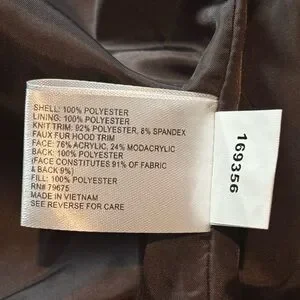 SHELL: 100% POLYESTER
LINING: 100% POLYESTER
KNIT TRIM: 92% POLYESTER, 8% SPANDEX
FAUX FUR HOOD TRIM
FACE: 76% ACRYLIC, 24% MODACRYLIC
BACK: 100% POLYESTER
(FACE CONSTITUTES 91% OF FABRIC
& BACK 9%)
FILL: 100% POLYESTER
RN# 79675
MADE IN VIETNAM
SEE REVERSE FOR CARE
169356